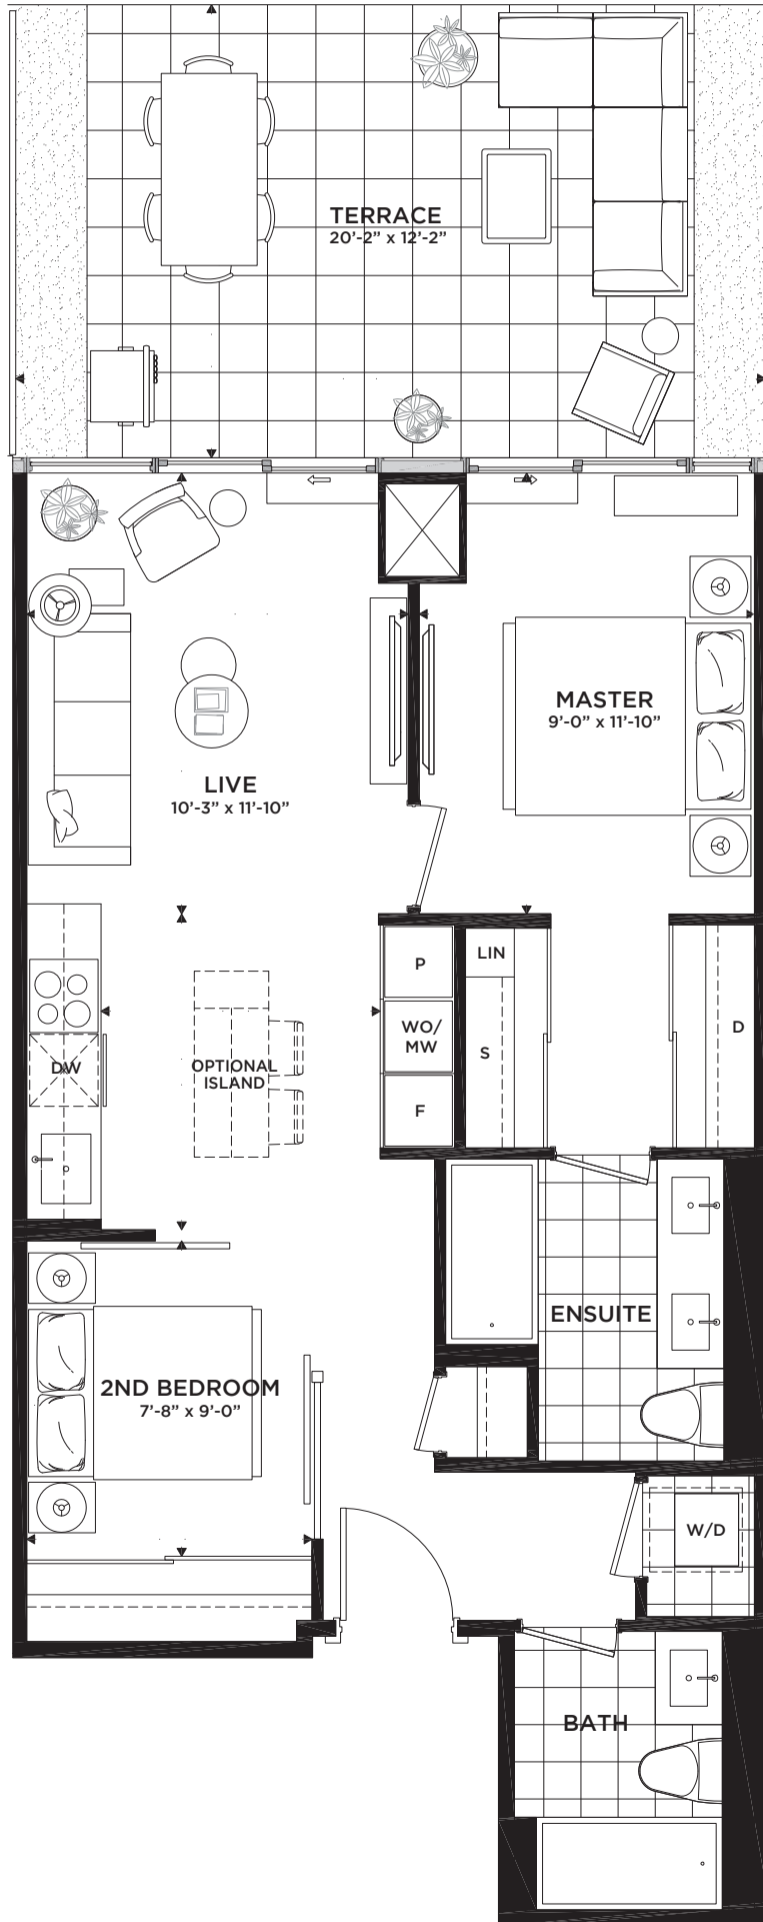 TERRACE
20'-2" x 12'-2"
MASTER
9'-0" x 11'-10"
LIVE
10'-3" x 11'-10"
P
LIN
WO/
MW
S
D
DW
OPTIONAL
ISLAND
F
ENSUITE
2ND BEDROOM
7'-8" x 9'-0"
W/D
BATH